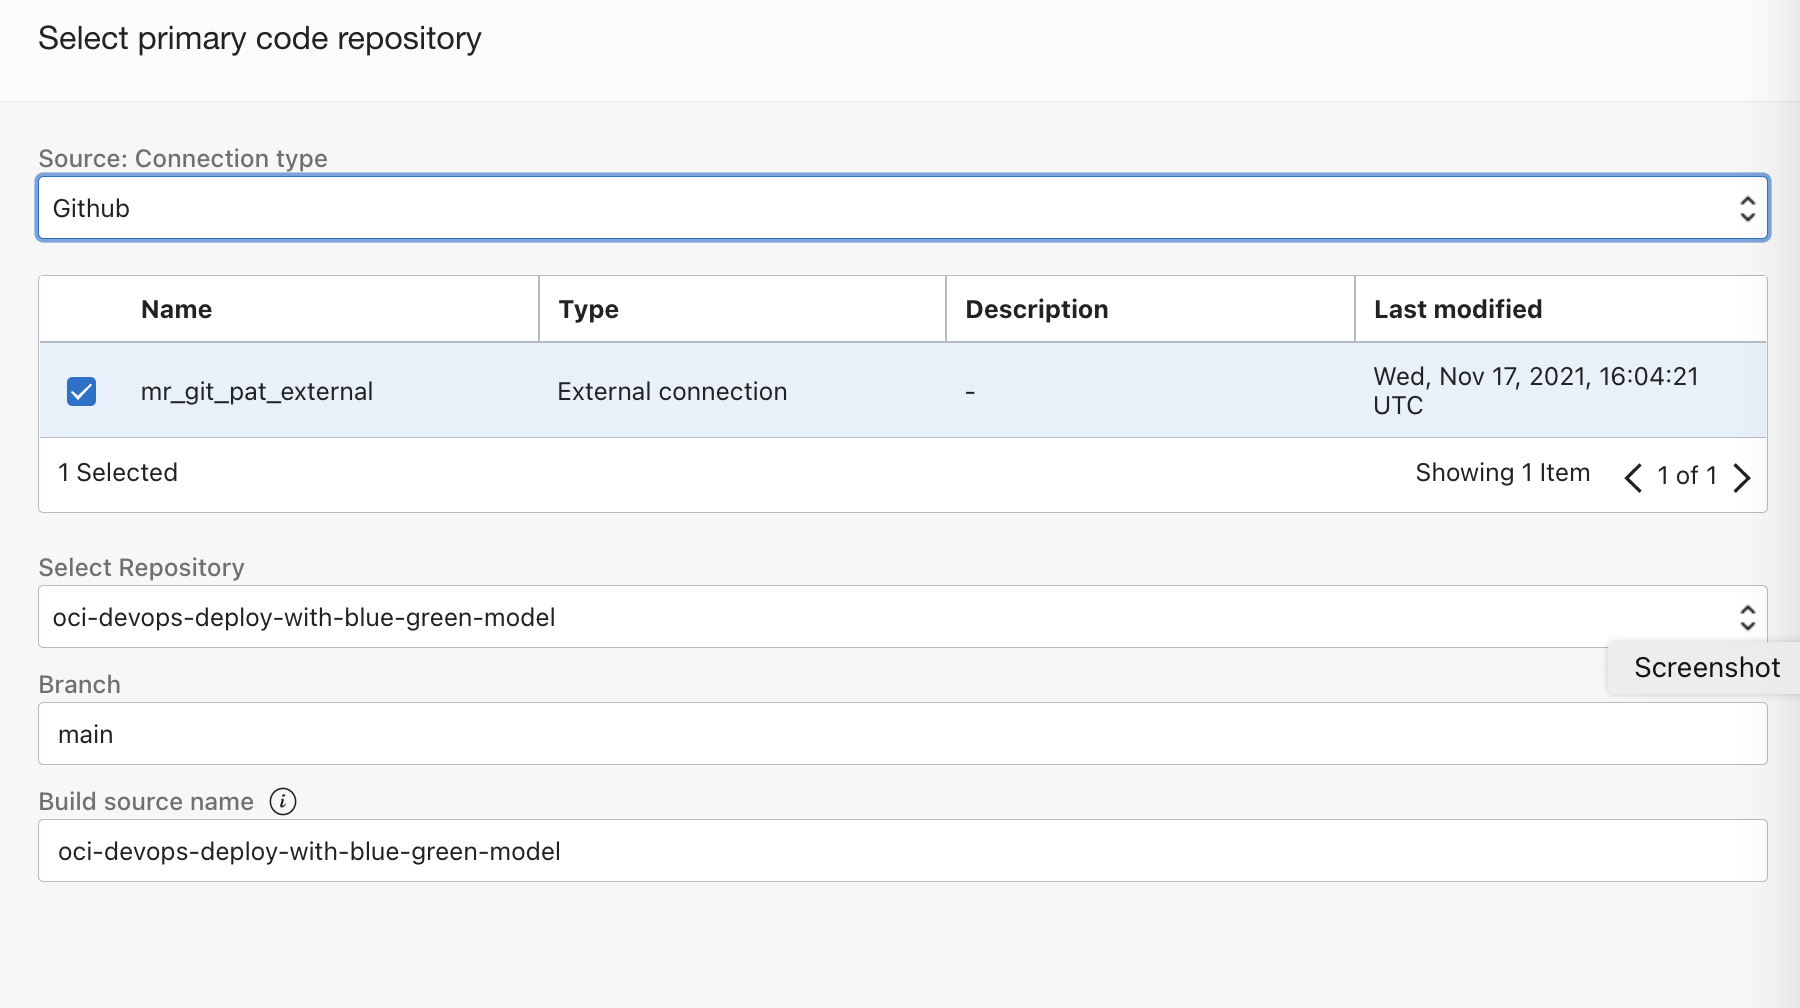 Select primary code repository
Source: Connection type
Github
Name Type Description Last modified
mr_git_pat_external External connection - Wed, Nov 17, 2021, 16:04:21
UTC
1 Selected Showing 1 Item 1 of 1
Select Repository
oci-devops-deploy-with-blue-green-model
Screenshot
Branch
main
Build source name i
oci-devops-deploy-with-blue-green-model